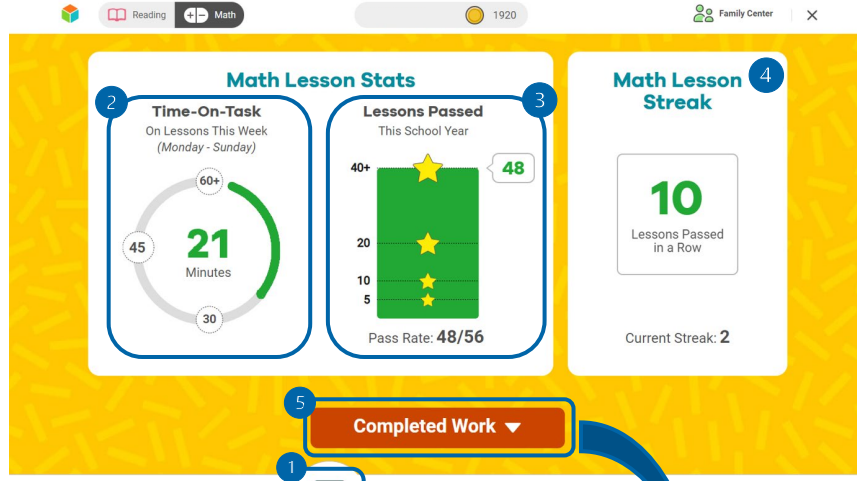 Reading
Math
1920
Family Center
Math Lesson Stats
2
Time-On-Task
On Lessons This Week
(Monday - Sunday)
60+
45
21
Minutes
30
3
Lessons Passed
This School Year
40+
48
20
10
5
Pass Rate: 48/56
Math Lesson
Streak
4
10
Lessons Passed
in a Row
Current Streak: 2
5
Completed Work
1